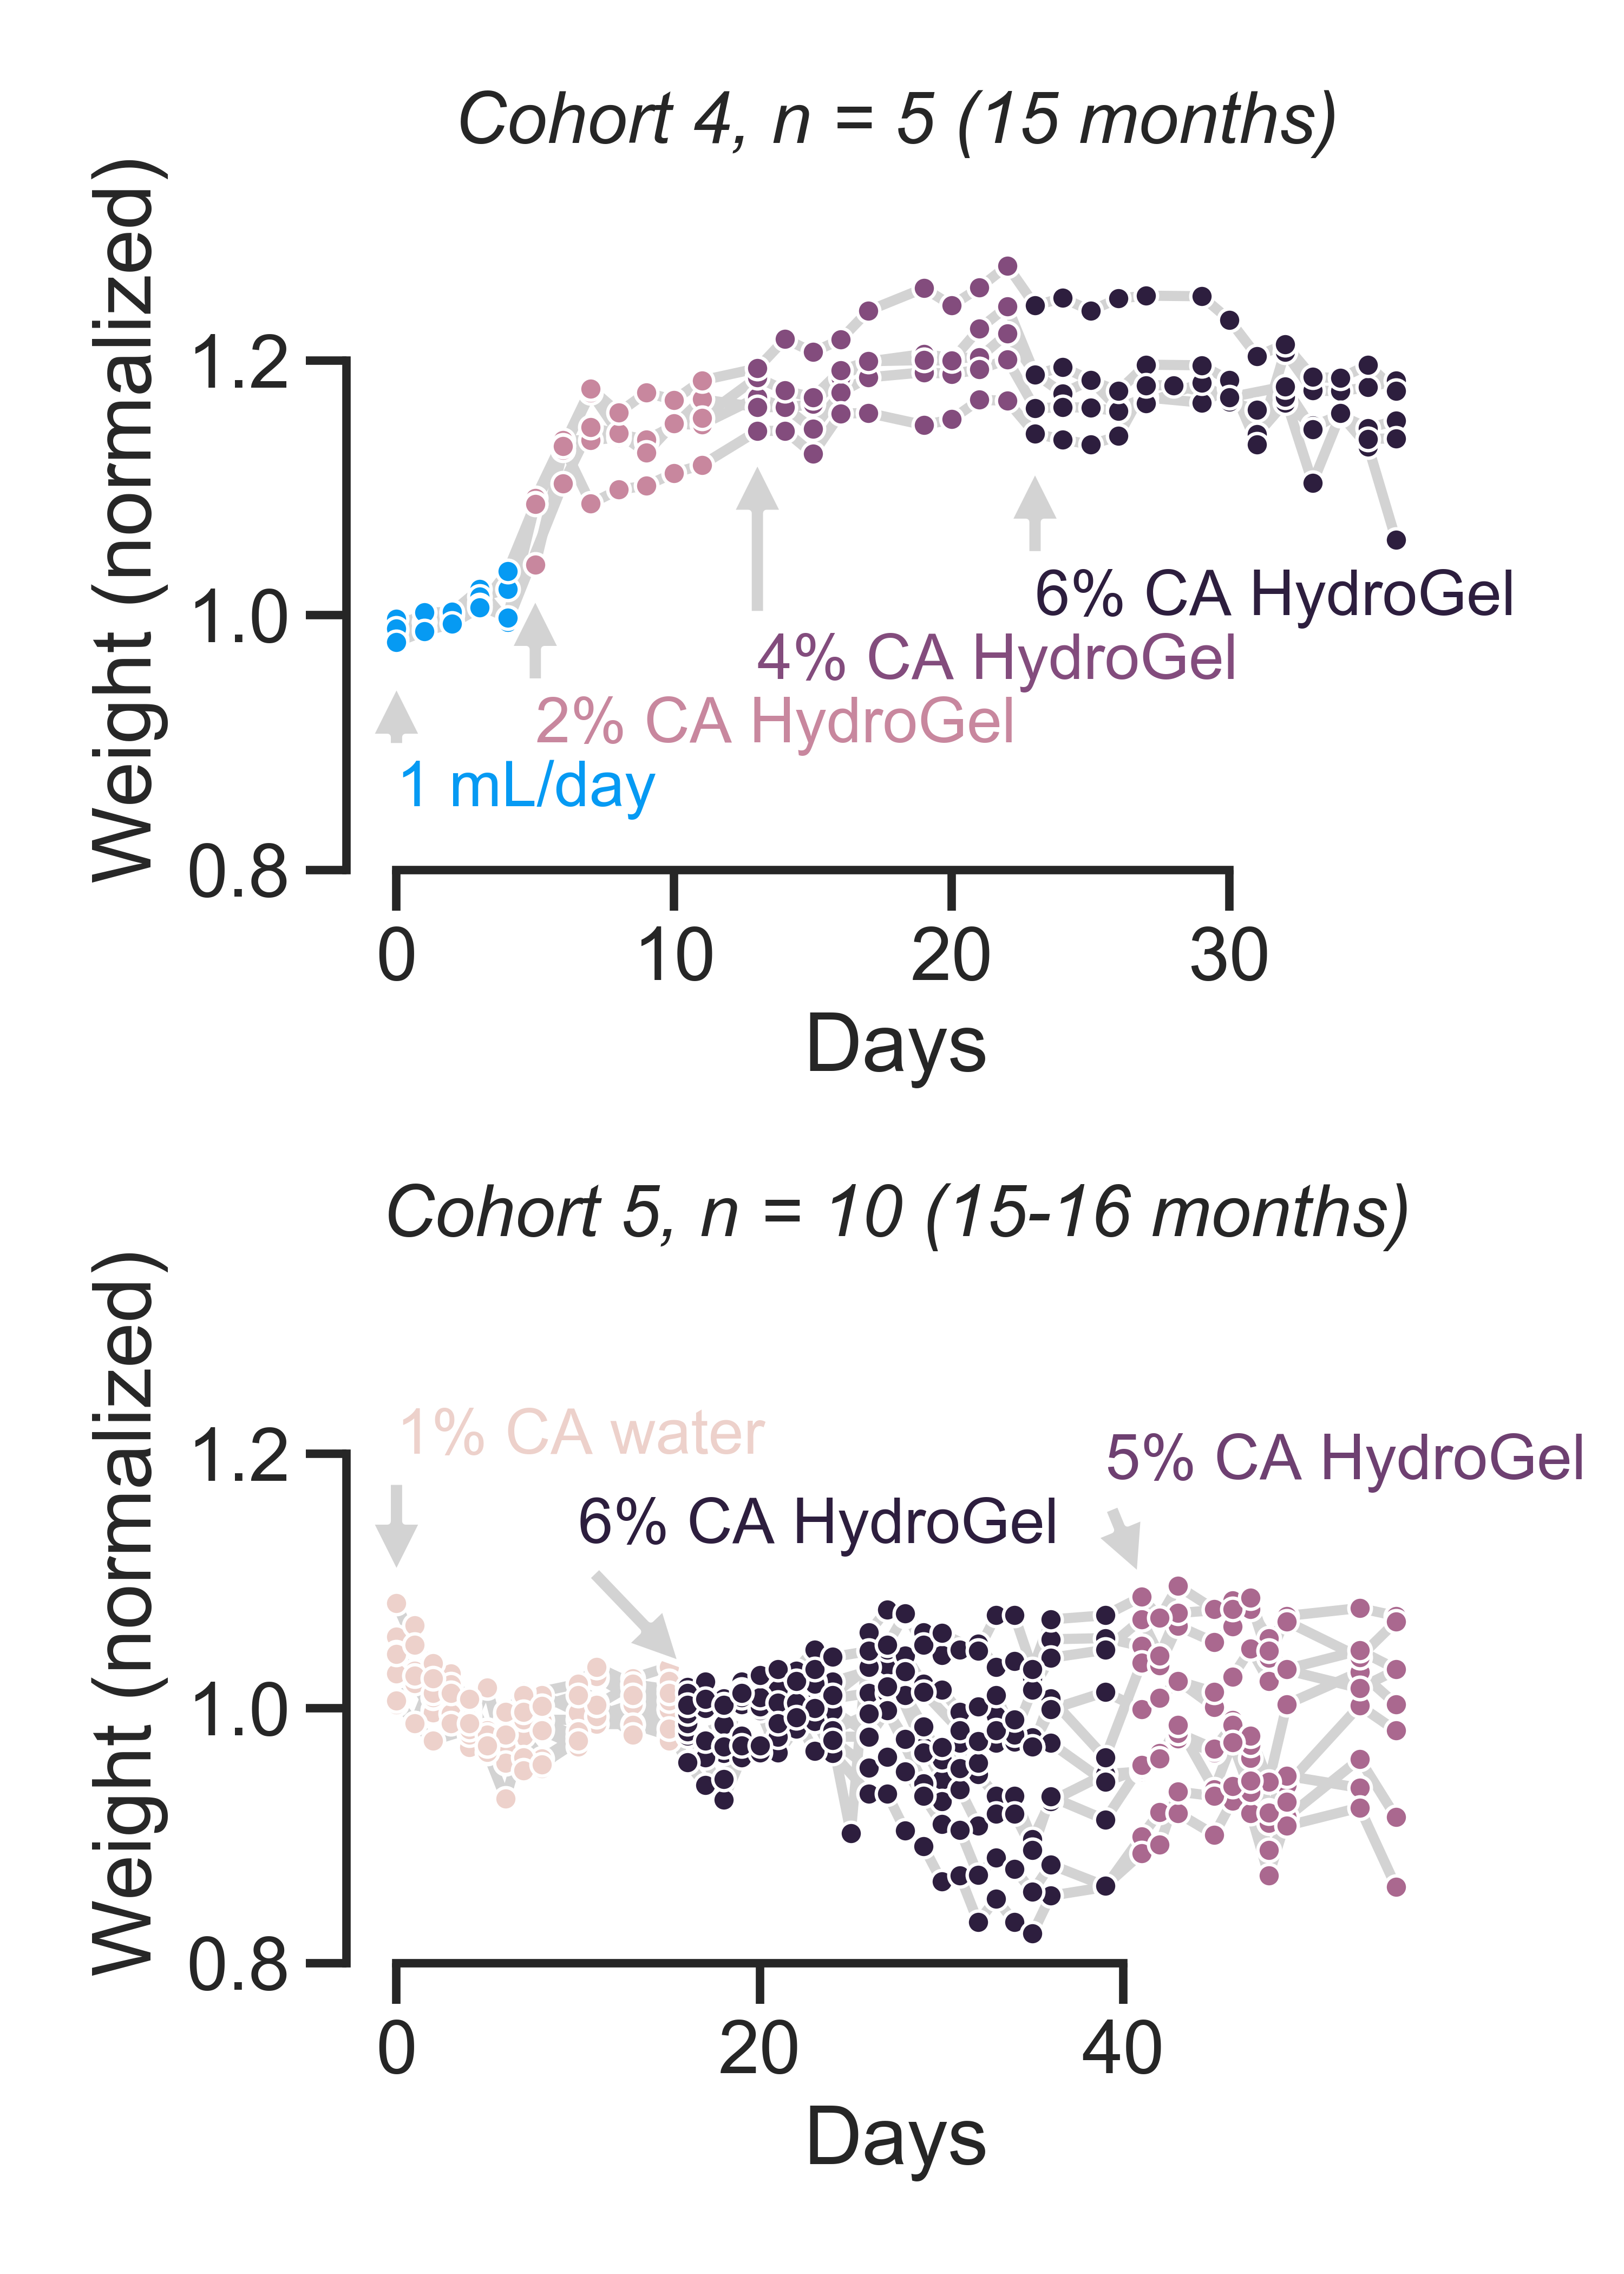 Cohort 4, n = 5 (15 months)
Weight (normalized)
1.2
1.0
0.8
6% CA HydroGel
4% CA HydroGel
2% CA HydroGel
1 mL/day
0 10 20 30
Days
Cohort 5, n = 10 (15-16 months)
Weight (normalized)
1.2
1.0
0.8
1% CA water
5% CA HydroGel
6% CA HydroGel
0 20 40
Days